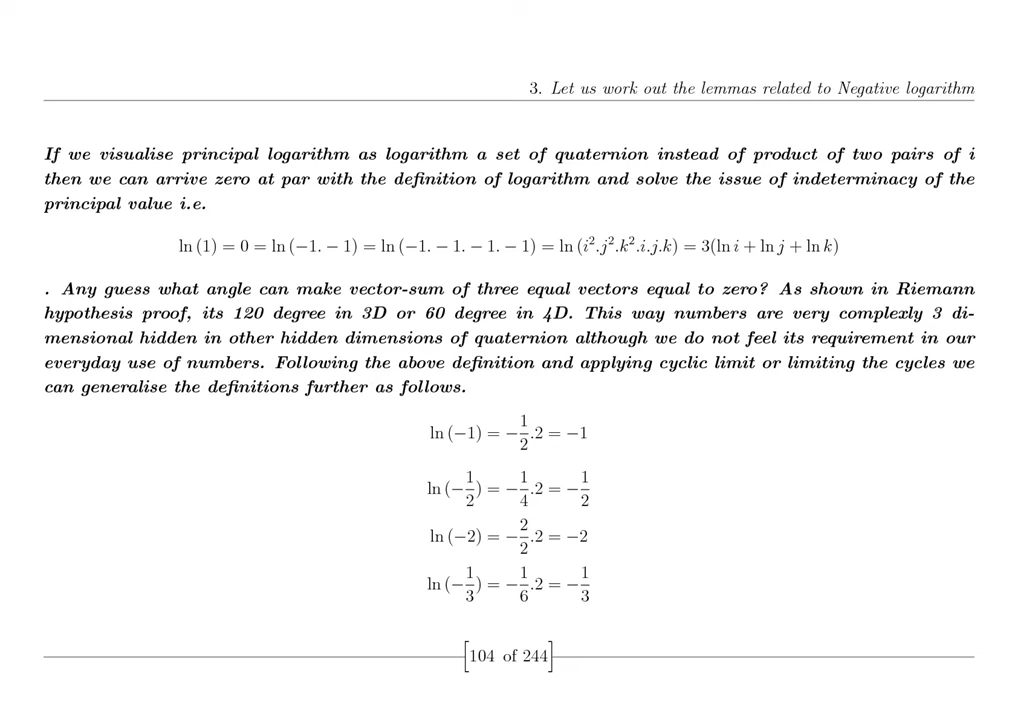 3. Let us work out the lemmas related to Negative logarithm
If we visualise principal logarithm as logarithm a set of quaternion instead of product of two pairs of i
then we can arrive zero at par with the definition of logarithm and solve the issue of indeterminacy of the
principal value i.e.
ln (1) = 0 = ln (−1. − 1) = ln (−1. − 1. − 1. − 1) = ln (i².j².k².i.j.k) = 3(ln i + ln j + ln k)
. Any guess what angle can make vector-sum of three equal vectors equal to zero? As shown in Riemann
hypothesis proof, its 120 degree in 3D or 60 degree in 4D. This way numbers are very complexly 3 di-
mensional hidden in other hidden dimensions of quaternion although we do not feel its requirement in our
everyday use of numbers. Following the above definition and applying cyclic limit or limiting the cycles we
can generalise the definitions further as follows.
ln (−1) = −1/2.2 = −1
ln (−1/2) = −1/4.2 = −1/2
ln (−2) = −2/2.2 = −2
ln (−1/3) = −1/6.2 = −1/3
[104 of 244]